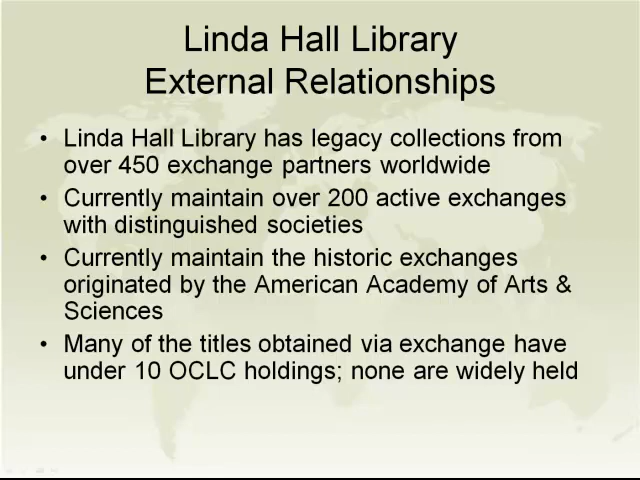 Linda Hall Library
External Relationships
• Linda Hall Library has legacy collections from
over 450 exchange partners worldwide
• Currently maintain over 200 active exchanges
with distinguished societies
• Currently maintain the historic exchanges
originated by the American Academy of Arts &
Sciences
• Many of the titles obtained via exchange have
under 10 OCLC holdings; none are widely held